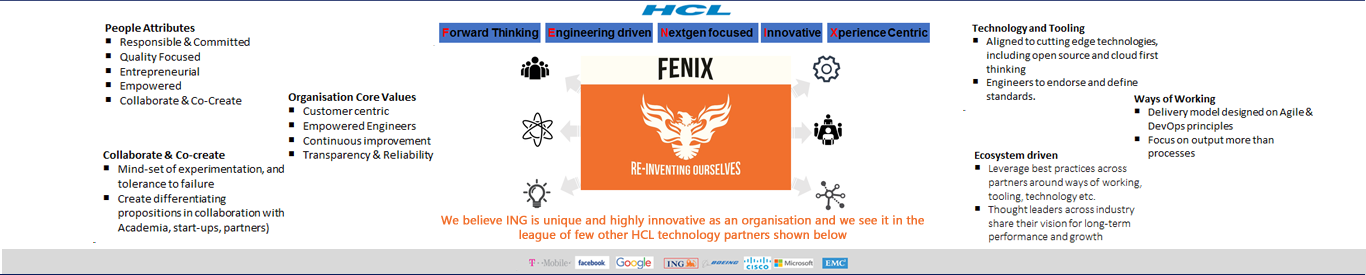 HCL
Forward Thinking
Engineering driven
Nextgen focused
Innovative
Xperience Centric
People Attributes
Responsible & Committed
Quality Focused
Entrepreneurial
Empowered
Collaborate & Co-Create
Organisation Core Values
Customer centric
Empowered Engineers
Continuous improvement
Transparency & Reliability
Collaborate & Co-create
Mind-set of experimentation, and
tolerance to failure
Create differentiating
propositions in collaboration with
Academia, start-ups, partners)
FENIX
RE-INVENTING OURSELVES
We believe ING is unique and highly innovative as an organisation and we see it in the
league of few other HCL technology partners shown below
Technology and Tooling
Aligned to cutting edge technologies,
including open source and cloud first
thinking
Engineers to endorse and define
standards.
Ways of Working
Delivery model designed on Agile &
DevOps principles
Focus on output more than
processes
Ecosystem driven
Leverage best practices across
partners around ways of working,
tooling, technology etc.
Thought leaders across industry
share their vision for long-term
performance and growth
T··Mobile·
facebook
Google
ING
BOEING
CISCO
Microsoft
EMC